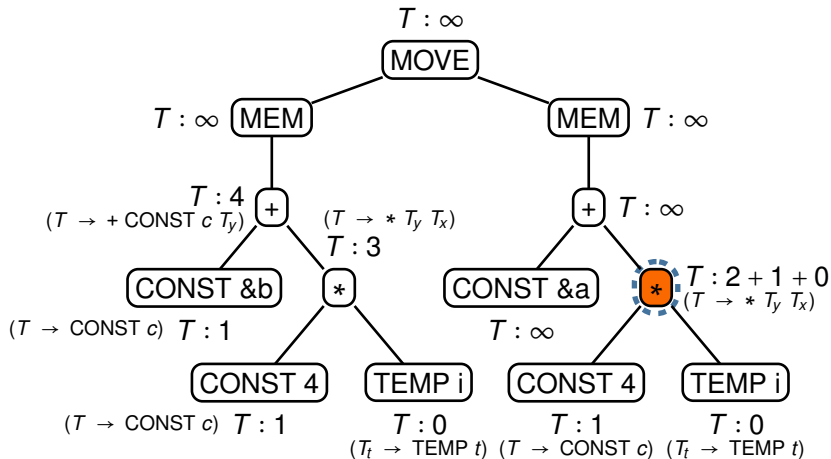 T : ∞
MOVE
T : ∞ MEM MEM T : ∞
T : 4
(T → + CONST c T_y) + (T → * T_y T_x) + T : ∞
T : 3
CONST &b * CONST &a * T : 2 + 1 + 0
(T → * T_y T_x)
(T → CONST c) T : 1 T : ∞
CONST 4 TEMP i CONST 4 TEMP i
(T → CONST c) T : 1 T : 0 T : 1 T : 0
(T_t → TEMP t) (T → CONST c) (T_t → TEMP t)